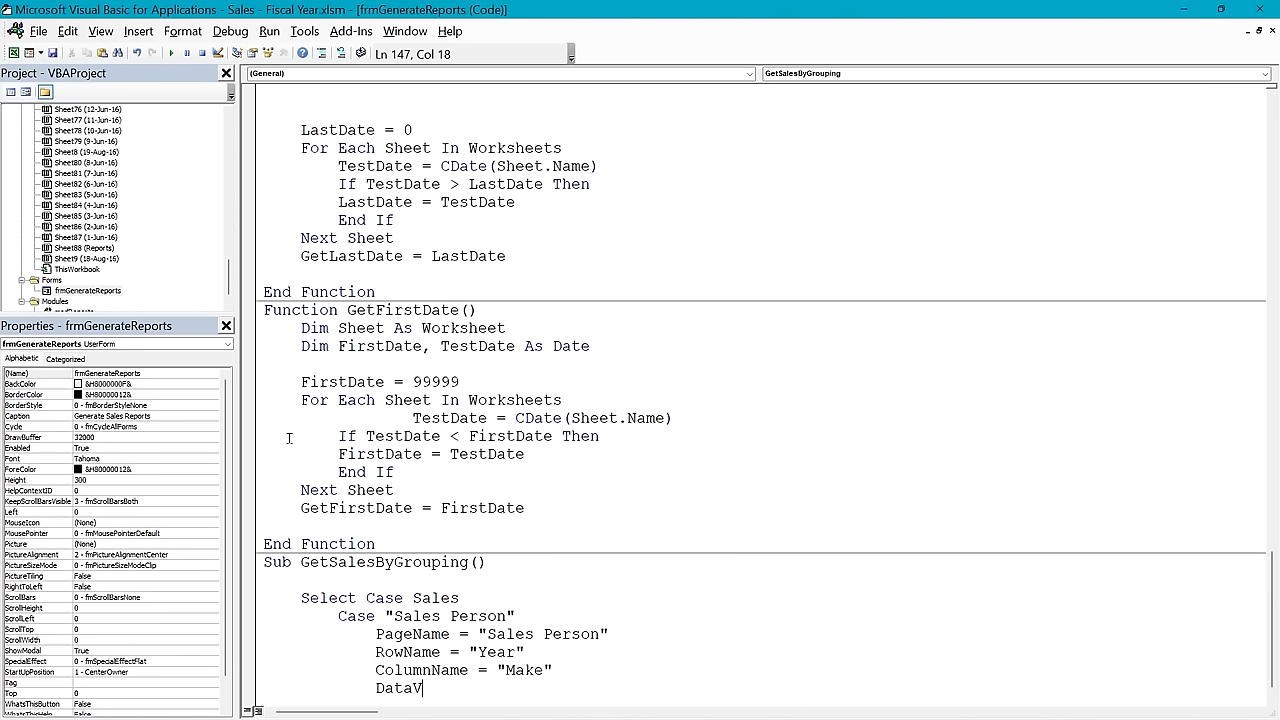 Microsoft Visual Basic for Applications - Sales - Fiscal Year.xlsm - [frmGenerateReports (Code)]
File Edit View Insert Format Debug Run Tools Add-Ins Window Help
Ln 147, Col 18
Project - VBAProject
(General)
GetSalesByGrouping
Sheet76 (12-Jun-16)
Sheet77 (11-Jun-16)
Sheet78 (10-Jun-16)
Sheet79 (9-Jun-16)
Sheet8 (19-Aug-16)
Sheet80 (8-Jun-16)
Sheet81 (7-Jun-16)
Sheet82 (6-Jun-16)
Sheet83 (5-Jun-16)
Sheet84 (4-Jun-16)
Sheet85 (3-Jun-16)
Sheet86 (2-Jun-16)
Sheet87 (1-Jun-16)
Sheet88 (Reports)
Sheet9 (18-Aug-16)
ThisWorkbook
Forms
frmGenerateReports
Modules
Properties - frmGenerateReports
frmGenerateReports UserForm
Alphabetic Categorized
(Name) frmGenerateReports
BackColor &H8000000F&
BorderColor &H80000012&
BorderStyle 0 - fmBorderStyleNone
Caption Generate Sales Reports
Cycle 0 - fmCycleAllForms
DrawBuffer 32000
Enabled True
Font Tahoma
ForeColor &H80000012&
Height 300
HelpContextID 0
KeepScrollBarsVisible 3 - fmScrollBarsBoth
Left 0
MouseIcon (None)
MousePointer 0 - fmMousePointerDefault
Picture (None)
PictureAlignment 2 - fmPictureAlignmentCenter
PictureSizeMode 0 - fmPictureSizeModeClip
PictureTiling False
RightToLeft False
ScrollBars 0 - fmScrollBarsNone
ScrollHeight 0
ScrollLeft 0
ScrollTop 0
ScrollWidth 0
ShowModal True
SpecialEffect 0 - fmSpecialEffectFlat
StartUpPosition 1 - CenterOwner
Tag
Top 0
WhatsThisButton False
WhatsThisHelp False
LastDate = 0
For Each Sheet In Worksheets
TestDate = CDate(Sheet.Name)
If TestDate > LastDate Then
LastDate = TestDate
End If
Next Sheet
GetLastDate = LastDate
End Function
Function GetFirstDate()
Dim Sheet As Worksheet
Dim FirstDate, TestDate As Date
FirstDate = 99999
For Each Sheet In Worksheets
TestDate = CDate(Sheet.Name)
If TestDate < FirstDate Then
FirstDate = TestDate
End If
Next Sheet
GetFirstDate = FirstDate
End Function
Sub GetSalesByGrouping()
Select Case Sales
Case "Sales Person"
PageName = "Sales Person"
RowName = "Year"
ColumnName = "Make"
DataV